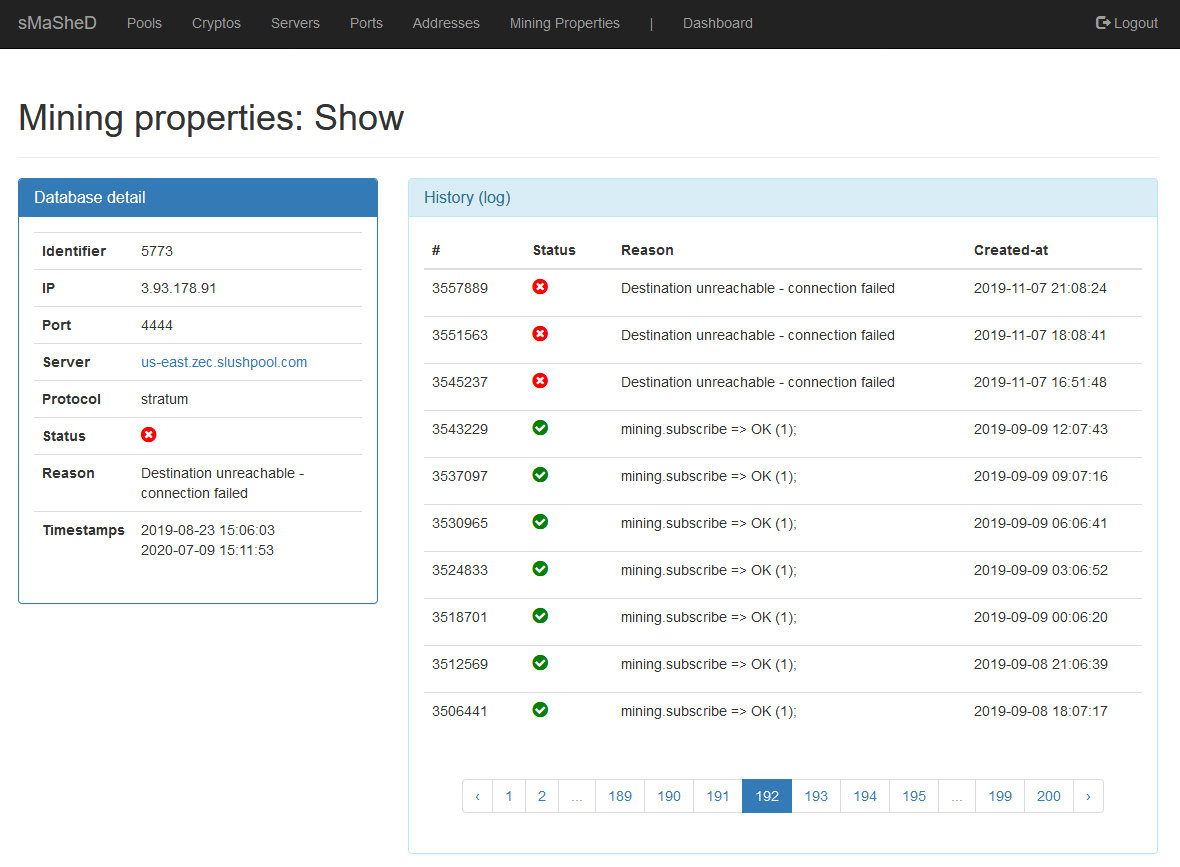 sMaSheD Pools Cryptos Servers Ports Addresses Mining Properties | Dashboard Logout
Mining properties: Show
Database detail
Identifier 5773
IP 3.93.178.91
Port 4444
Server us-east.zec.slushpool.com
Protocol stratum
Status
Reason Destination unreachable -
connection failed
Timestamps 2019-08-23 15:06:03
2020-07-09 15:11:53
History (log)
# Status Reason Created-at
3557889 Destination unreachable - connection failed 2019-11-07 21:08:24
3551563 Destination unreachable - connection failed 2019-11-07 18:08:41
3545237 Destination unreachable - connection failed 2019-11-07 16:51:48
3543229 mining.subscribe => OK (1); 2019-09-09 12:07:43
3537097 mining.subscribe => OK (1); 2019-09-09 09:07:16
3530965 mining.subscribe => OK (1); 2019-09-09 06:06:41
3524833 mining.subscribe => OK (1); 2019-09-09 03:06:52
3518701 mining.subscribe => OK (1); 2019-09-09 00:06:20
3512569 mining.subscribe => OK (1); 2019-09-08 21:06:39
3506441 mining.subscribe => OK (1); 2019-09-08 18:07:17
‹ 1 2 ... 189 190 191 192 193 194 195 ... 199 200 ›